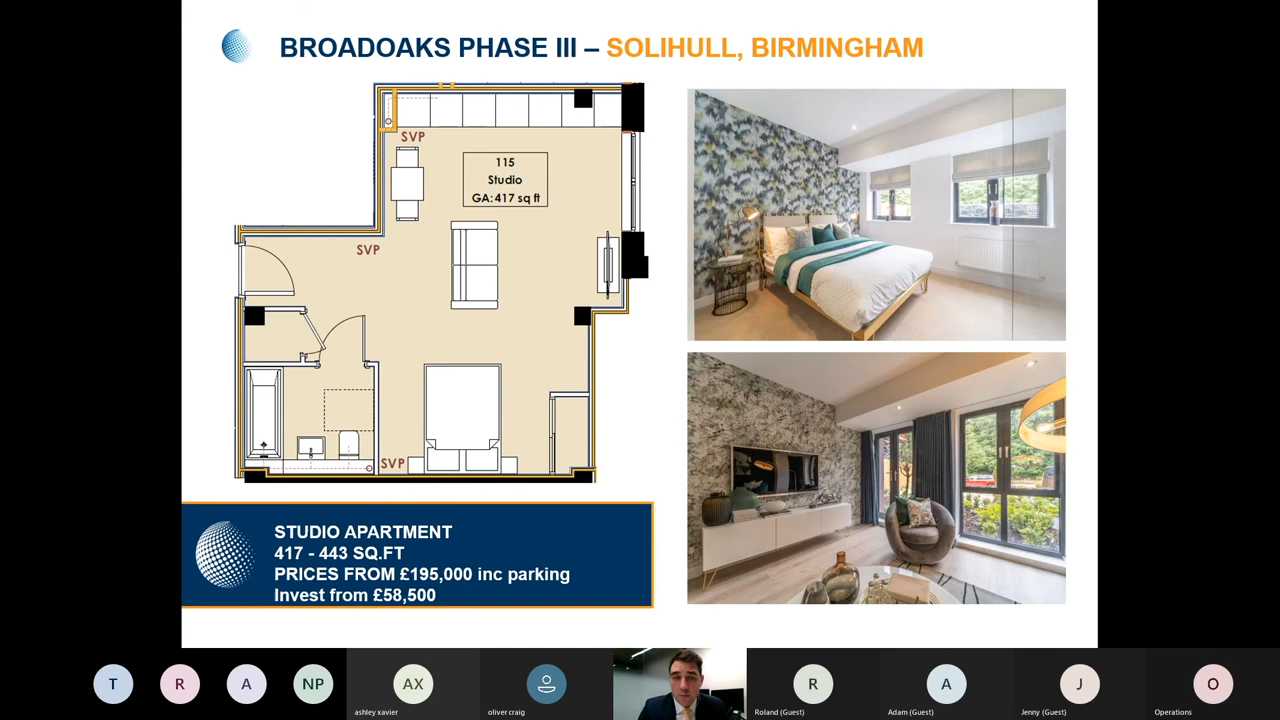 BROADOAKS PHASE III – SOLIHULL, BIRMINGHAM
SVP
115
Studio
GA: 417 sq ft
SVP
SVP
STUDIO APARTMENT
417 - 443 SQ.FT
PRICES FROM £195,000 inc parking
Invest from £58,500
T
R
A
NP
AX
ashley xavier
oliver craig
R
Roland (Guest)
A
Adam (Guest)
J
Jenny (Guest)
O
Operations